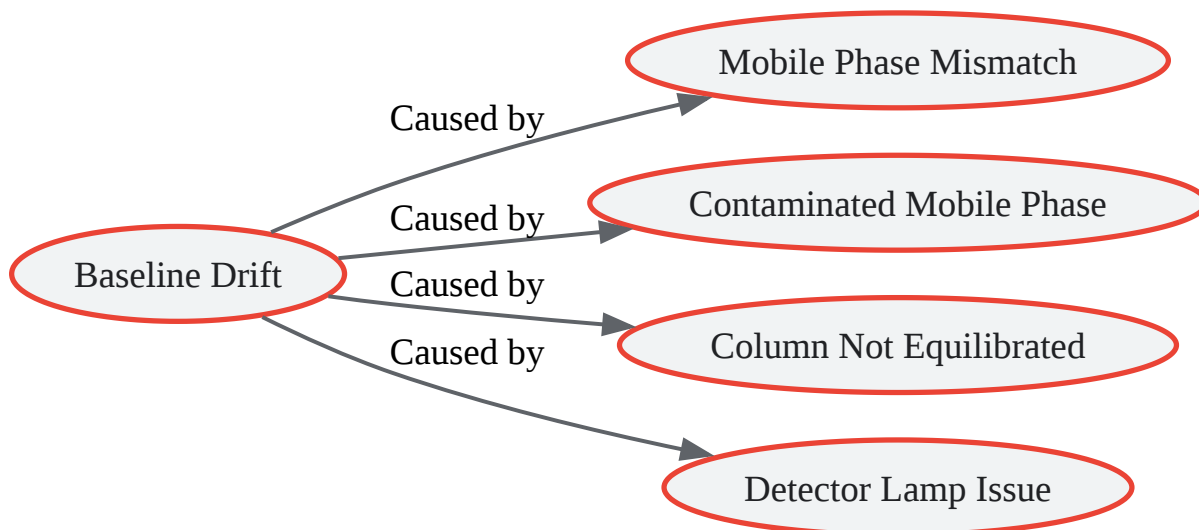 Mobile Phase Mismatch
Caused by
Contaminated Mobile Phase
Caused by
Baseline Drift
Caused by
Column Not Equilibrated
Caused by
Detector Lamp Issue